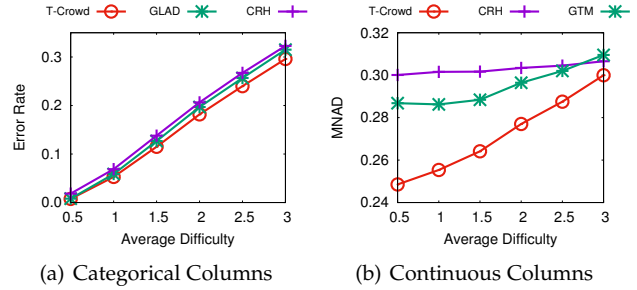 T-Crowd GLAD CRH
0.3
0.2
0.1
0.0
Error Rate
0.5 1 1.5 2 2.5 3
Average Difficulty
(a) Categorical Columns
T-Crowd CRH GTM
0.32
0.30
0.28
0.26
0.24
MNAD
0.5 1 1.5 2 2.5 3
Average Difficulty
(b) Continuous Columns